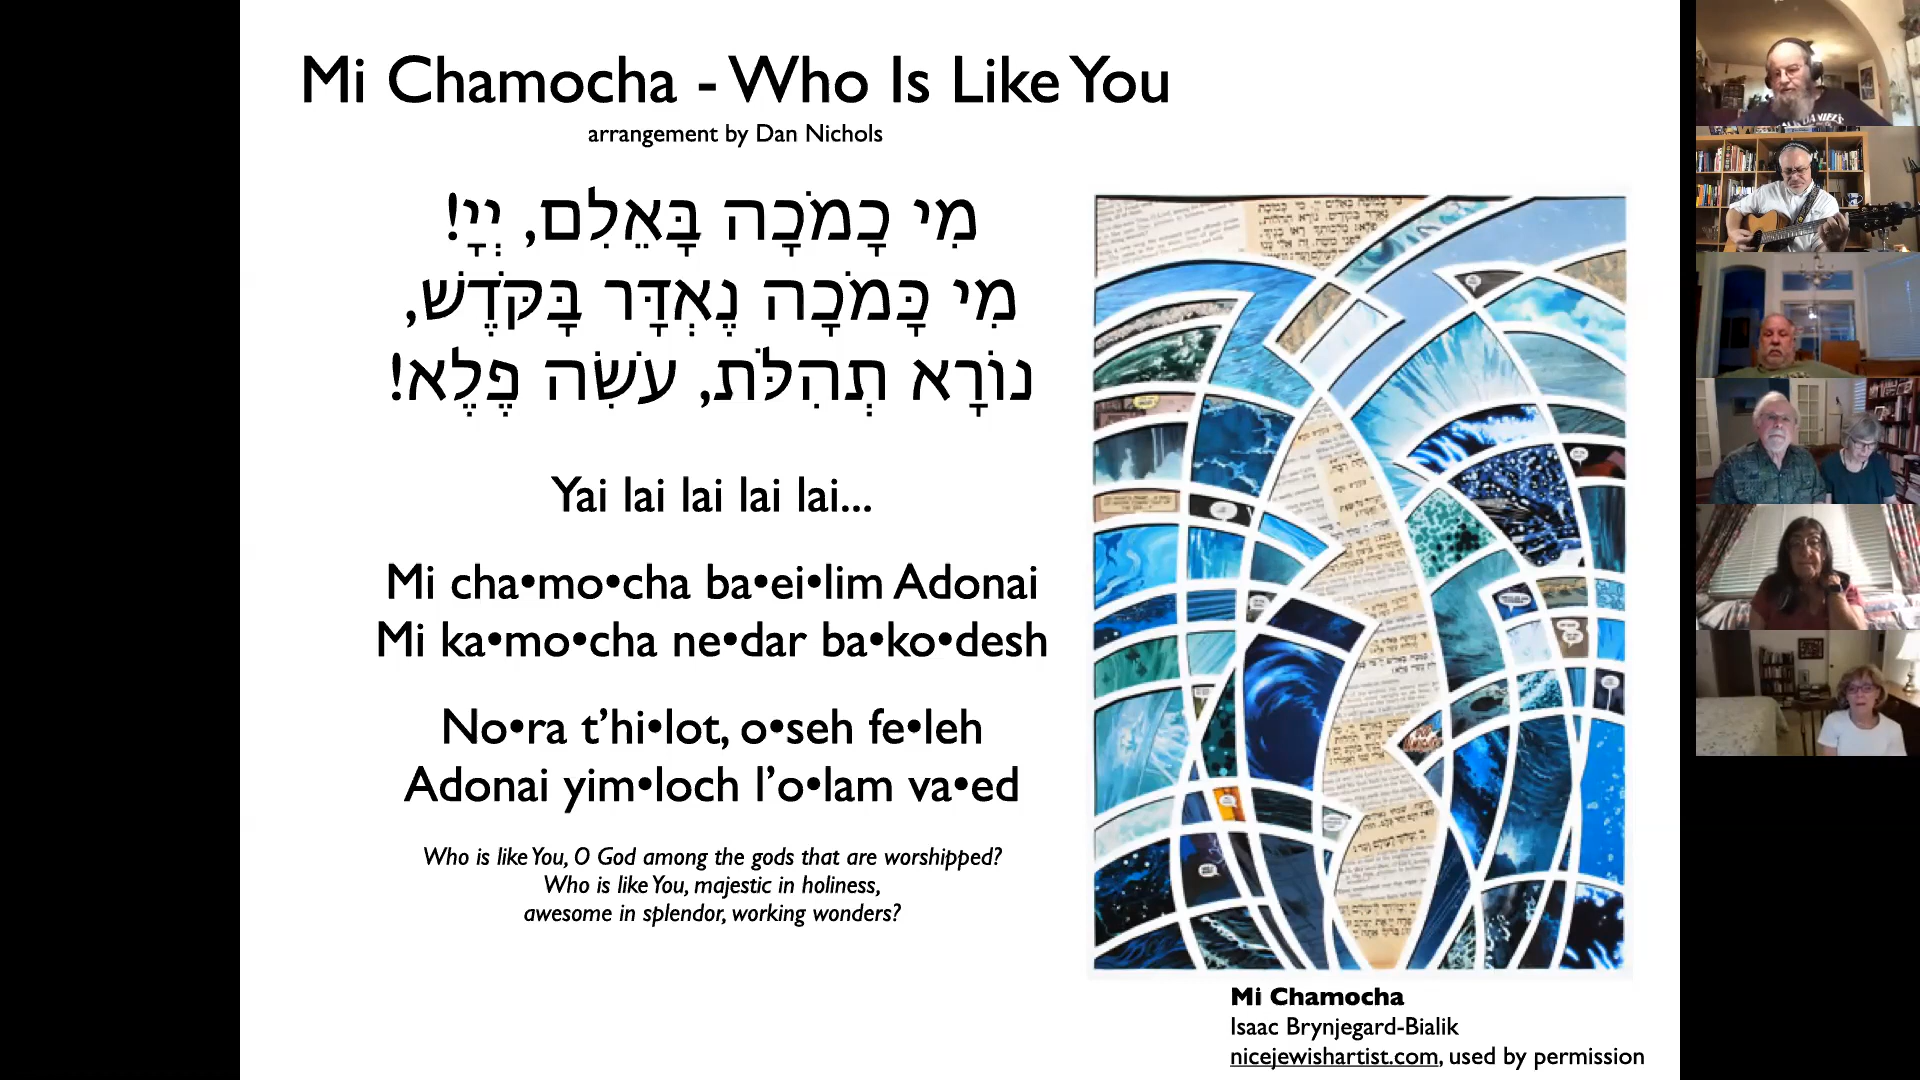 Mi Chamocha - Who Is Like You
arrangement by Dan Nichols
מִי כָמֹכָה בָּאֵלִם, יְיָ!
מִי כָּמֹכָה נֶאְדָּר בַּקֹּדֶשׁ,
נוֹרָא תְהִלֹּת, עֹשֵׂה פֶלֶא!
Yai lai lai lai lai...
Mi cha•mo•cha ba•ei•lim Adonai
Mi ka•mo•cha ne•dar ba•ko•desh
No•ra t’hi•lot, o•seh fe•leh
Adonai yim•loch l’o•lam va•ed
Who is like You, O God among the gods that are worshipped?
Who is like You, majestic in holiness,
awesome in splendor, working wonders?
Mi Chamocha
Isaac Brynjegard-Bialik
nicejewishartist.com, used by permission